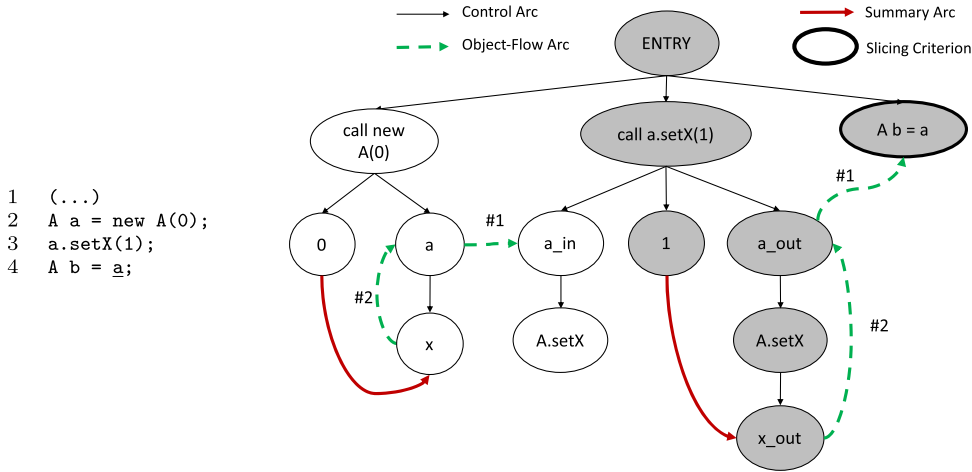 Control Arc
Object-Flow Arc
Summary Arc
Slicing Criterion
ENTRY
call new
A(0)
call a.setX(1)
A b = a
#1
1 (...)
2 A a = new A(0);
3 a.setX(1);
4 A b = a;
0
a
#1
a_in
1
a_out
#2
x
A.setX
A.setX
#2
x_out